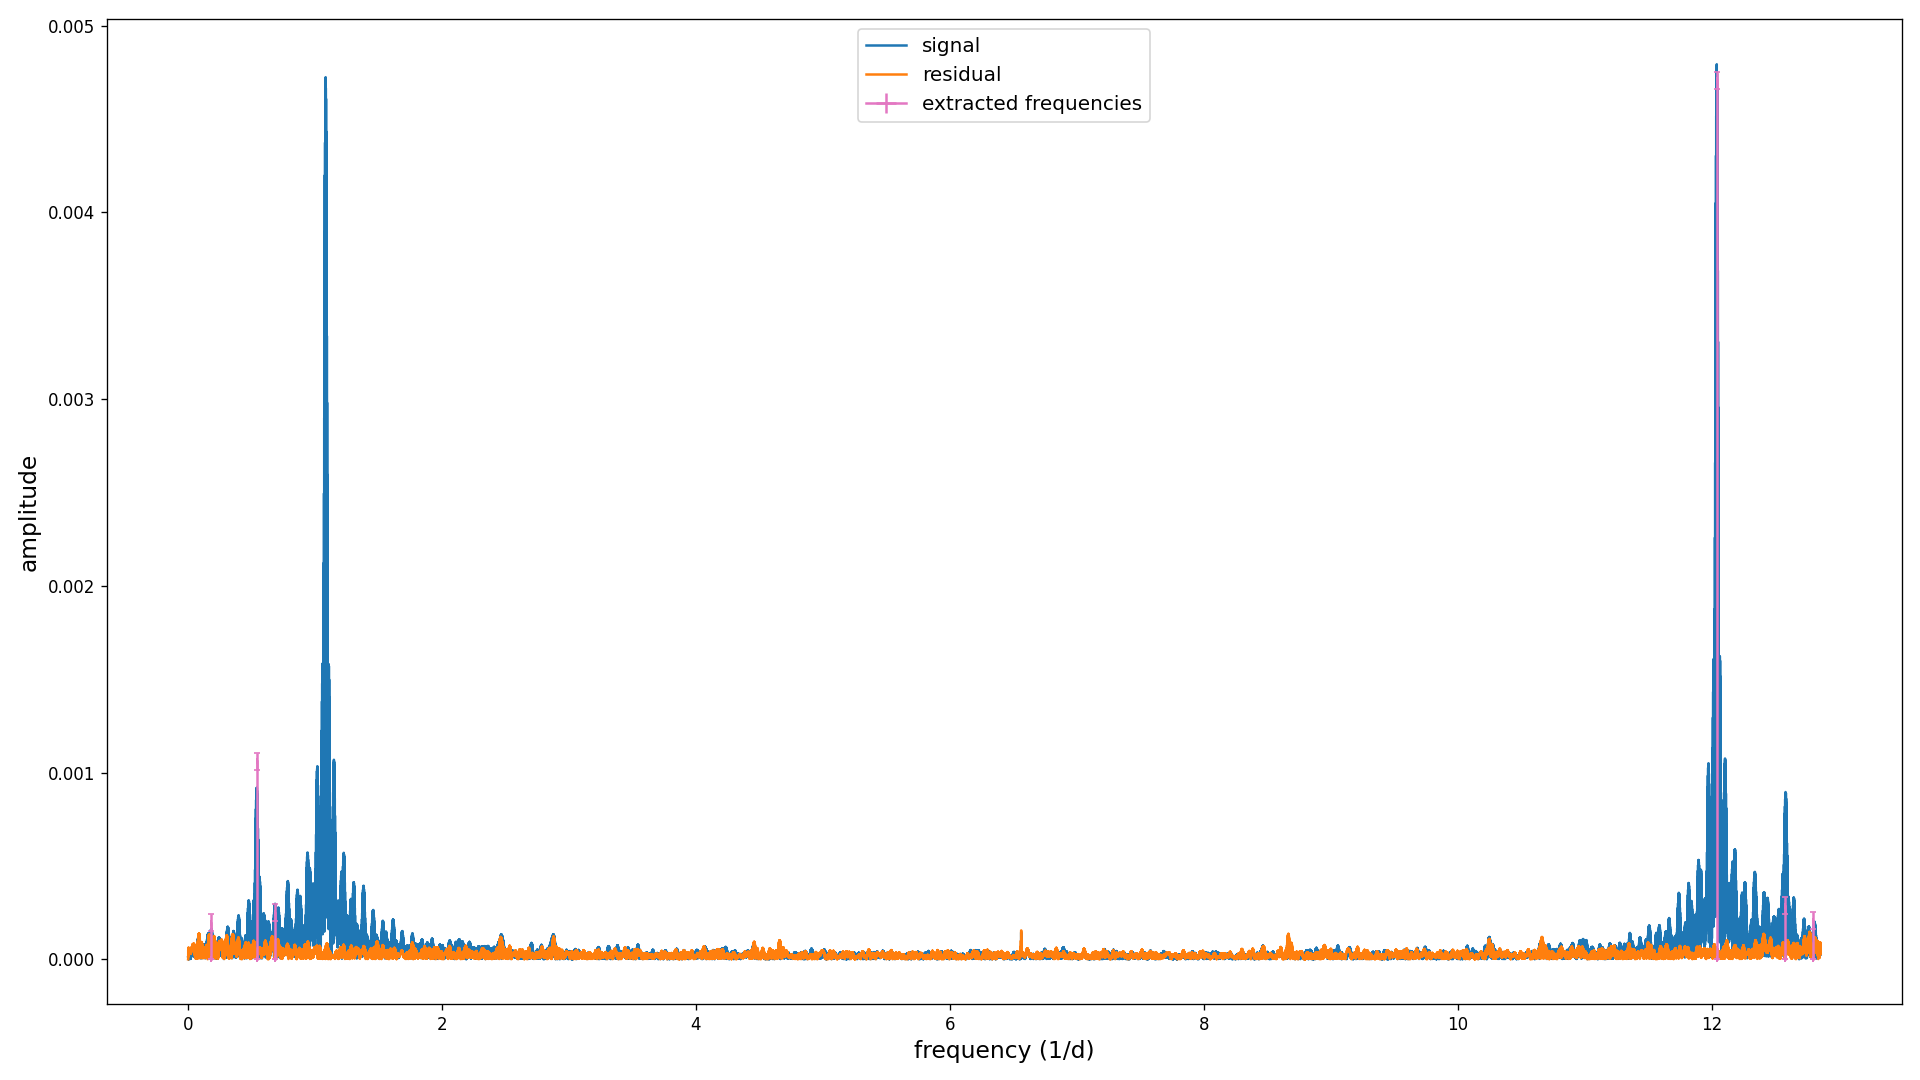 0.005
0.004
0.003
0.002
0.001
0.000
amplitude
signal
residual
extracted frequencies
0 2 4 6 8 10 12
frequency (1/d)